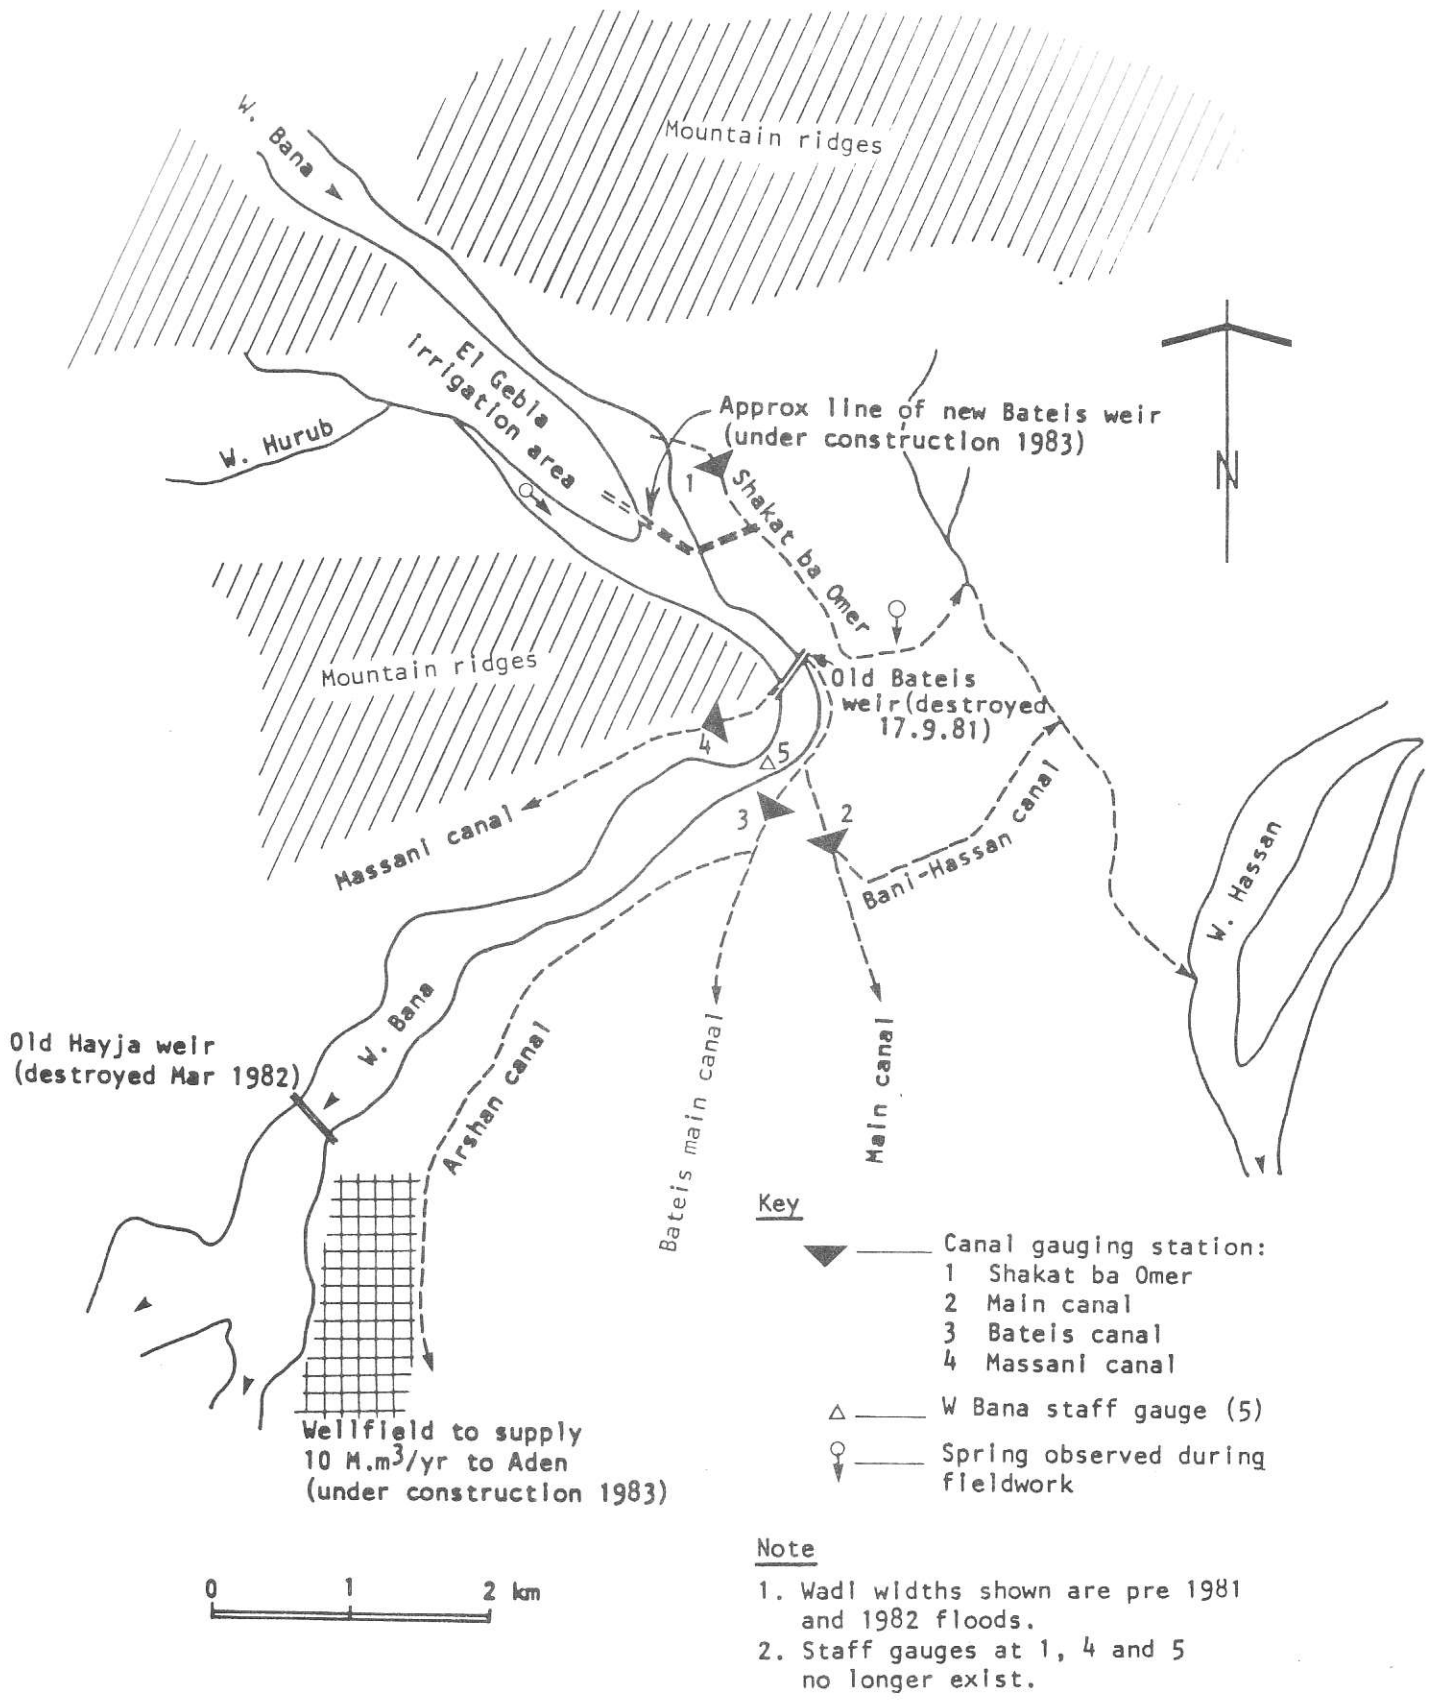 W. Bana
Mountain ridges
El Gebla
irrigation area
W. Hurub
Approx line of new Bateis weir
(under construction 1983)
1
Shakat ba Omer
N
Mountain ridges
Old Bateis
weir(destroyed
17.9.81)
4
5
3
2
Massani canal
Bani-Hassan canal
W. Hassan
W. Bana
Old Hayja weir
(destroyed Mar 1982)
Arshan canal
Bateis main canal
Main canal
Wellfield to supply
10 M.m³/yr to Aden
(under construction 1983)
Key
Canal gauging station:
1 Shakat ba Omer
2 Main canal
3 Bateis canal
4 Massani canal
W Bana staff gauge (5)
Spring observed during
fieldwork
0 1 2 km
Note
1. Wadi widths shown are pre 1981
and 1982 floods.
2. Staff gauges at 1, 4 and 5
no longer exist.